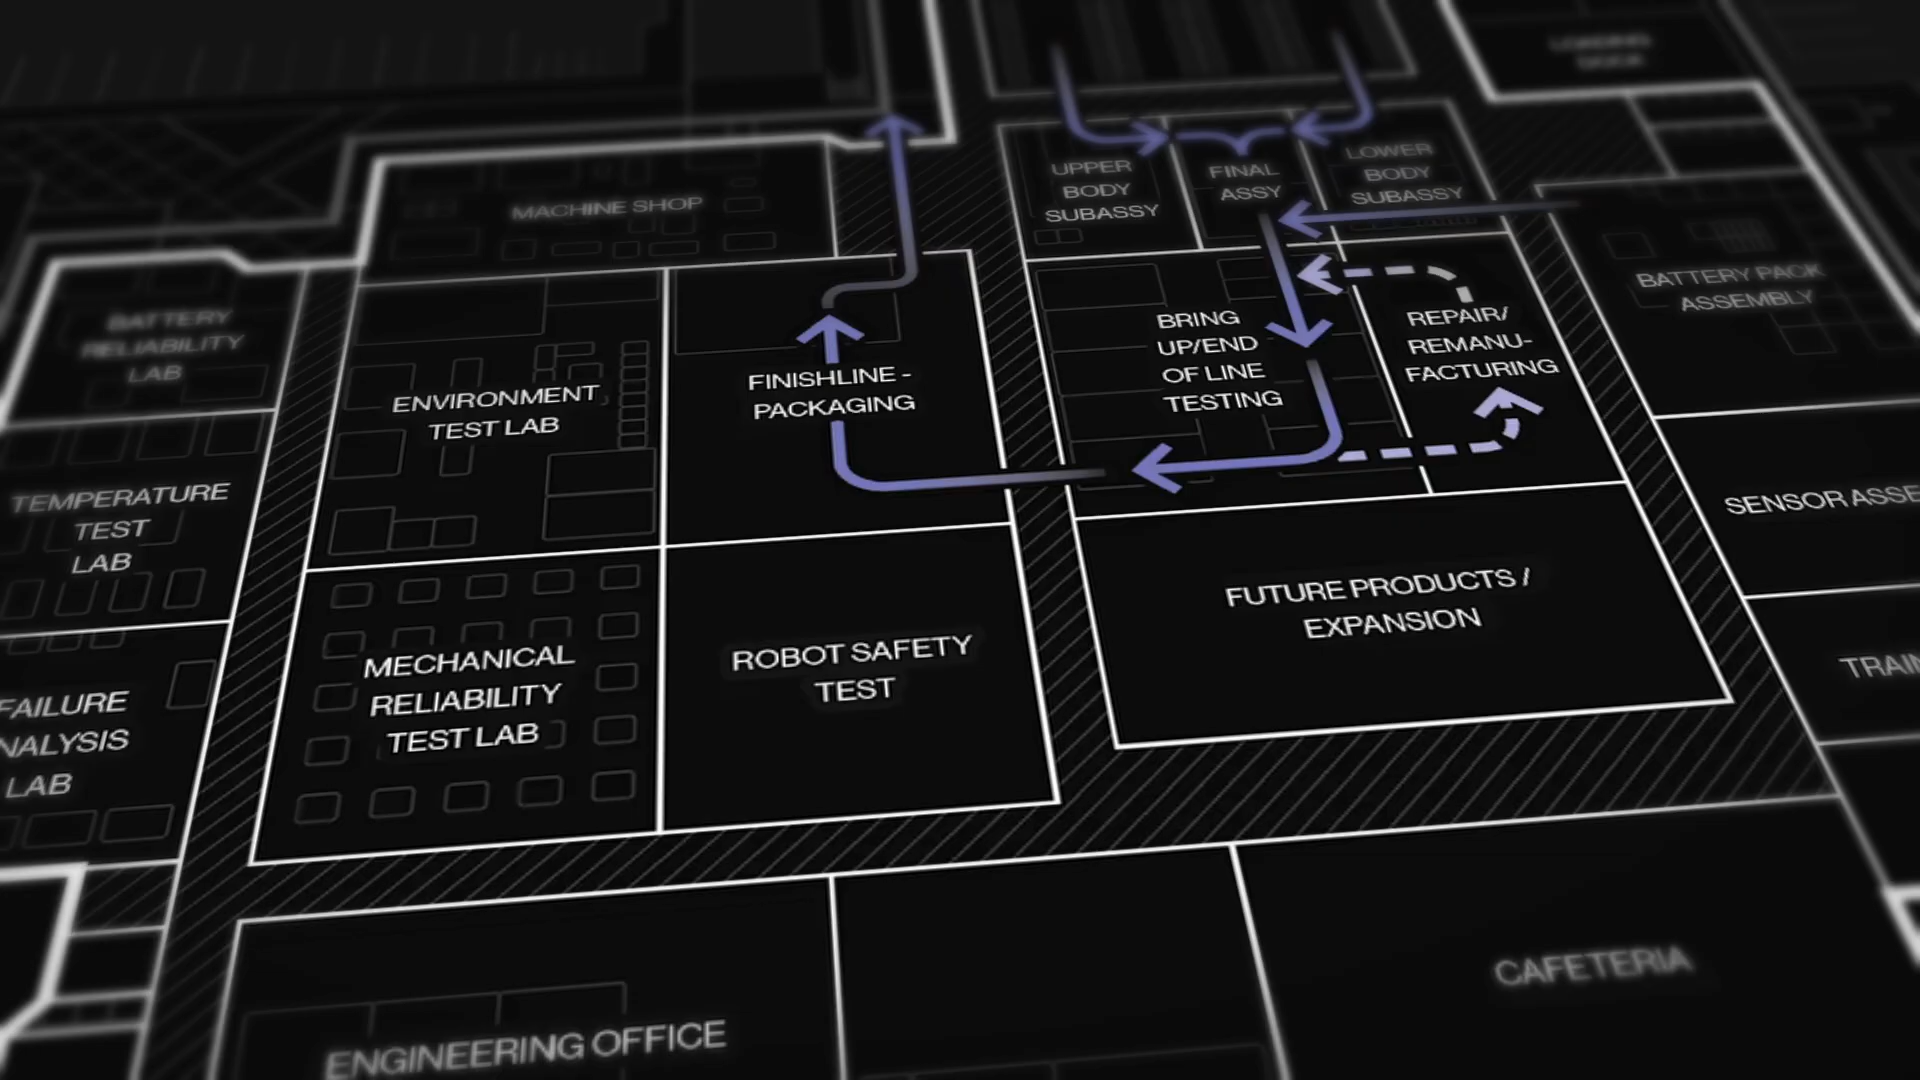 LOADING
DOCK
UPPER
BODY
SUBASSY
FINAL
ASSY
LOWER
BODY
SUBASSY
MACHINE SHOP
BATTERY PACK
ASSEMBLY
BATTERY
RELIABILITY
LAB
BRING
UP/END
OF LINE
TESTING
REPAIR/
REMANU-
FACTURING
FINISHLINE -
PACKAGING
ENVIRONMENT
TEST LAB
TEMPERATURE
TEST
LAB
SENSOR ASSE
FUTURE PRODUCTS /
EXPANSION
MECHANICAL
RELIABILITY
TEST LAB
ROBOT SAFETY
TEST
TRAIN
FAILURE
NALYSIS
LAB
CAFETERIA
ENGINEERING OFFICE